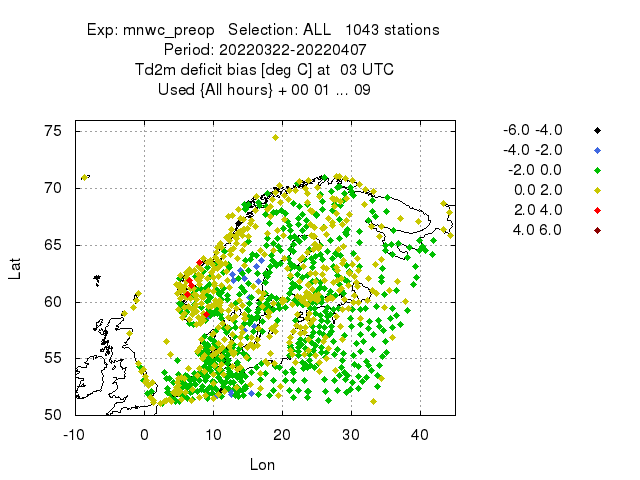 Exp: mnwc_preop   Selection: ALL   1043 stations
Period: 20220322-20220407
Td2m deficit bias [deg C] at  03 UTC
Used {All hours} + 00 01 ... 09
-6.0 -4.0
-4.0 -2.0
-2.0 0.0
0.0 2.0
2.0 4.0
4.0 6.0
75
70
65
60
55
50
Lat
-10 0 10 20 30 40
Lon